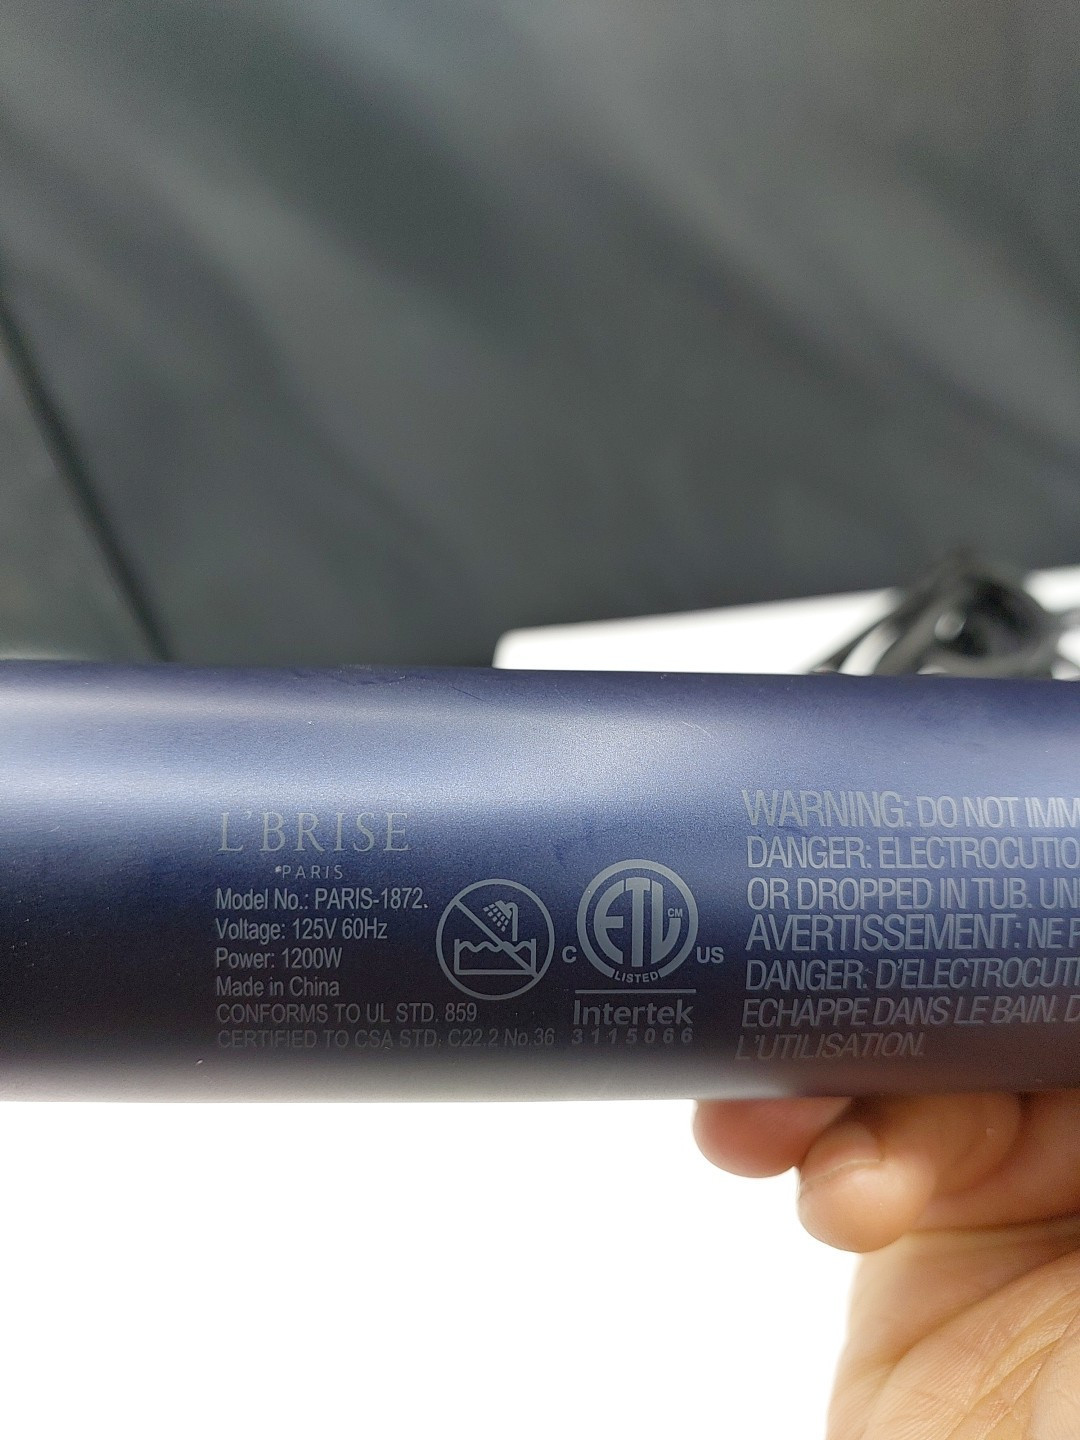 L'BRISE
PARIS
Model No.: PARIS-1872.
Voltage: 125V 60Hz
Power: 1200W
Made in China
CONFORMS TO UL STD. 859
CERTIFIED TO CSA STD. C22.2 No.36
C ETL CM US
LISTED
Intertek
3115066
WARNING: DO NOT IMM
DANGER: ELECTROCUTIO
OR DROPPED IN TUB. UN
AVERTISSEMENT: NE P
DANGER: D'ELECTROCUTI
ECHAPPE DANS LE BAIN. D
L'UTILISATION.